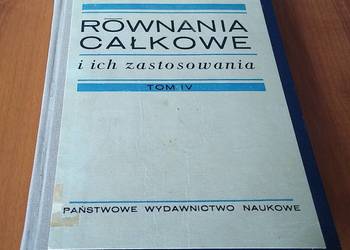 RÓWNANIA
CAŁKOWE
i ich zastosowania
TOM IV
PAŃSTWOWE WYDAWNICTWO NAUKOWE